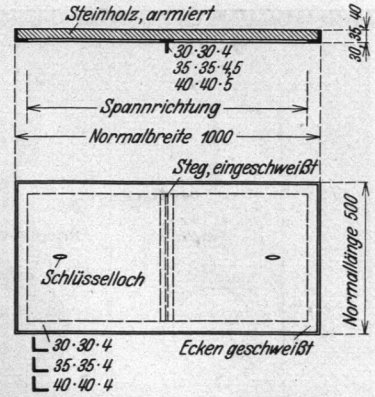 Steinholz, armiert
30, 35, 40
30·30·4
35·35·4,5
40·40·5
Spannrichtung
Normalbreite 1000
Steg, eingeschweißt
Schlüsselloch
Normallänge 500
30·30·4
35·35·4
40·40·4
Ecken geschweißt